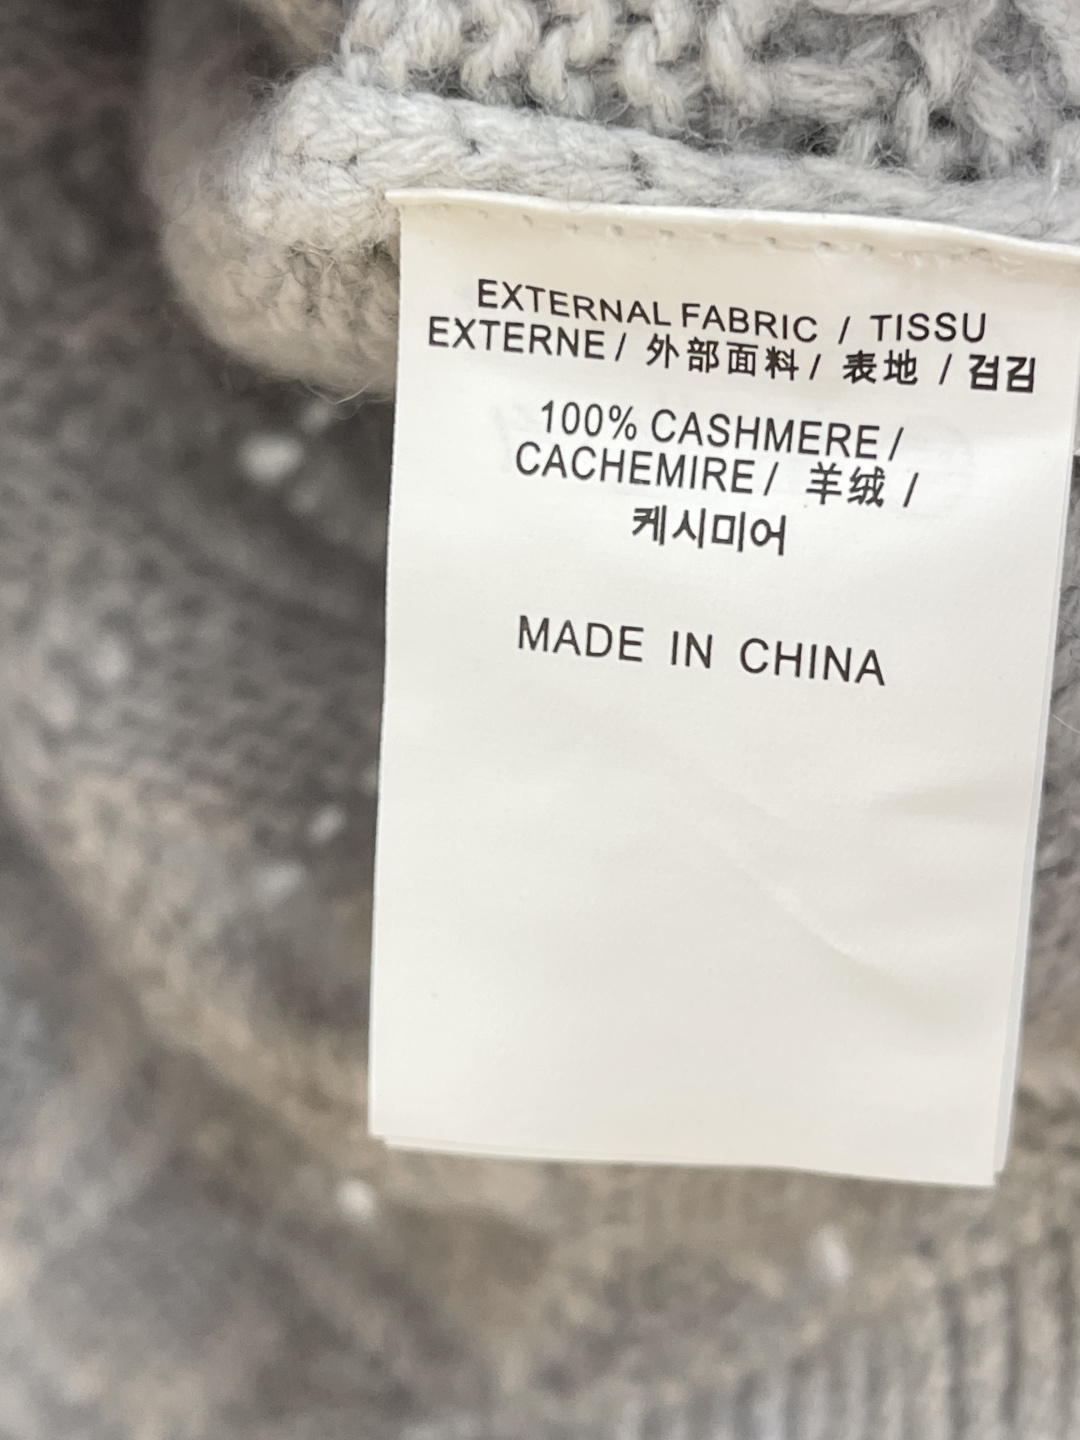 EXTERNAL FABRIC / TISSU
EXTERNE / 外部面料 / 表地 / 겉김
100% CASHMERE /
CACHEMIRE / 羊绒 /
케시미어
MADE IN CHINA